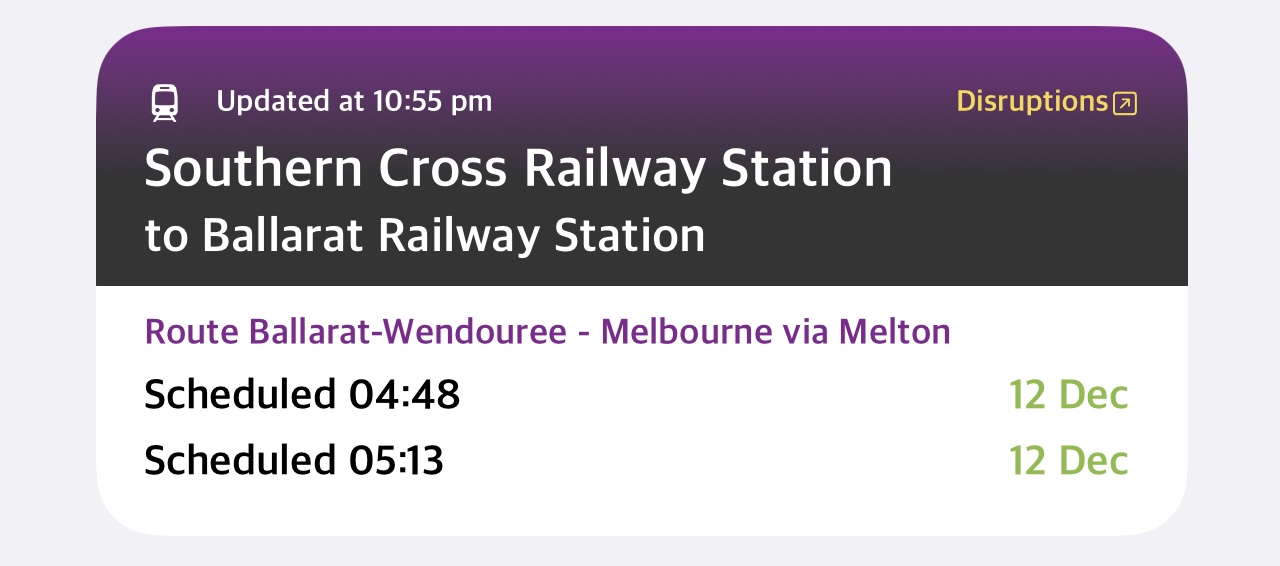 Updated at 10:55 pm Disruptions
Southern Cross Railway Station
to Ballarat Railway Station
Route Ballarat-Wendouree - Melbourne via Melton
Scheduled 04:48 12 Dec
Scheduled 05:13 12 Dec